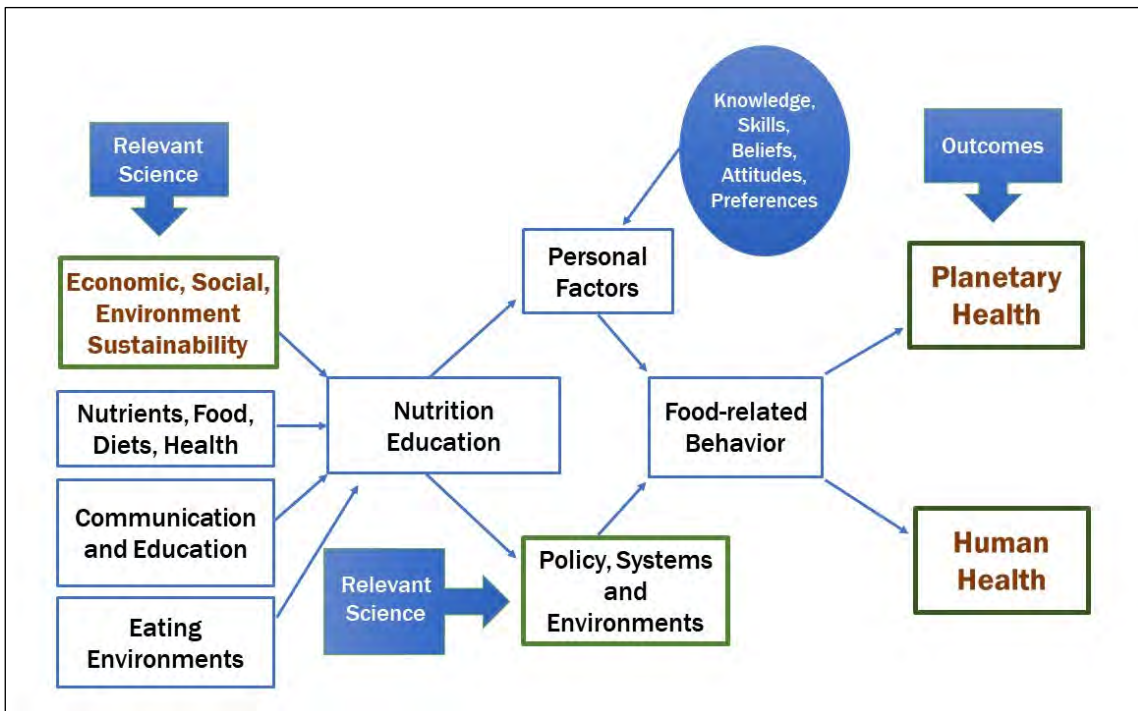 Relevant
Science
Economic, Social,
Environment
Sustainability
Nutrients, Food,
Diets, Health
Communication
and Education
Eating
Environments
Nutrition
Education
Relevant
Science
Knowledge,
Skills,
Beliefs,
Attitudes,
Preferences
Personal
Factors
Policy, Systems
and
Environments
Food-related
Behavior
Outcomes
Planetary
Health
Human
Health